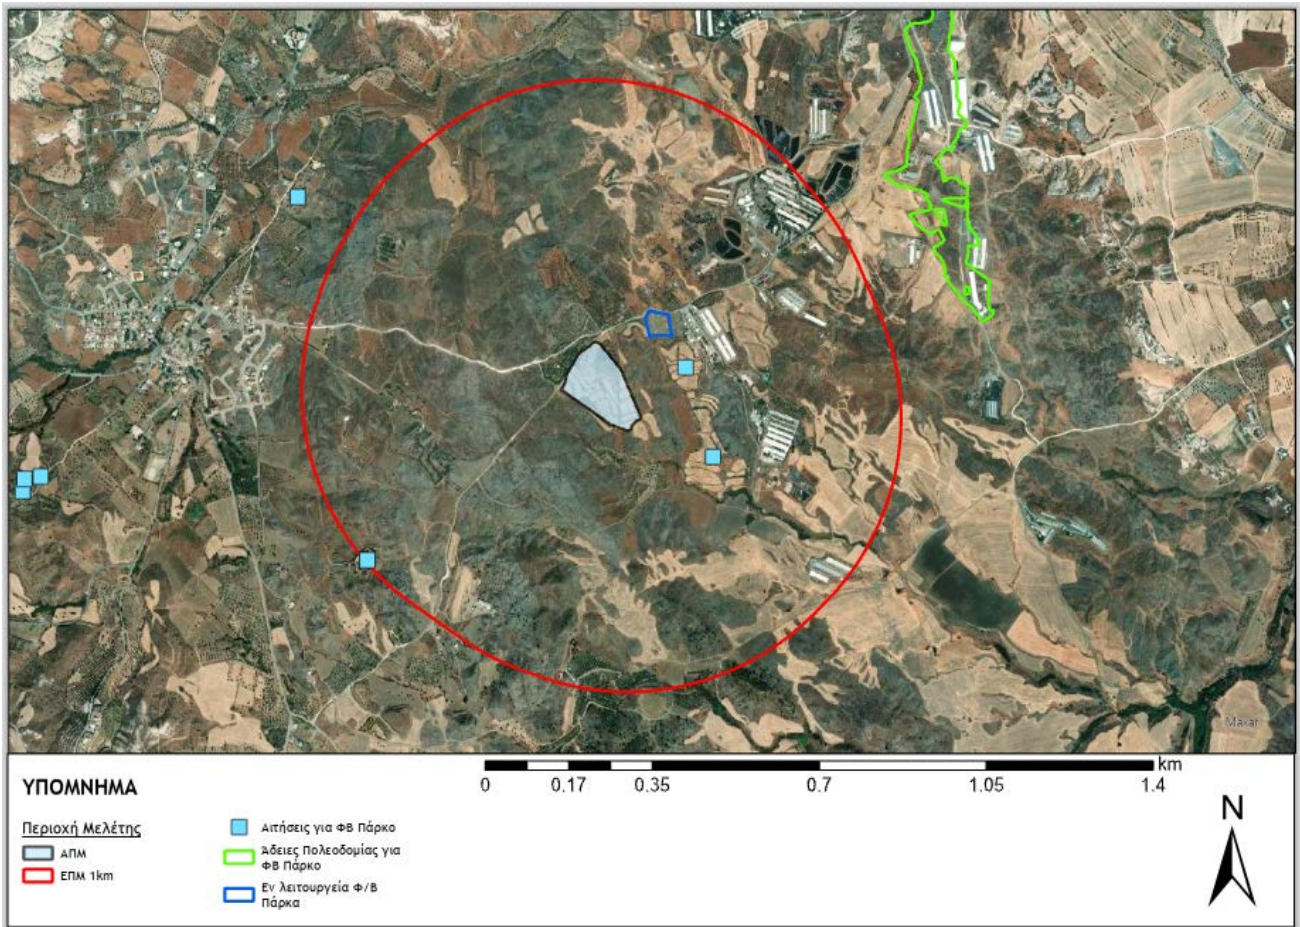 Maxar
km
0 0.17 0.35 0.7 1.05 1.4
N
ΥΠΟΜΝΗΜΑ
Περιοχή Μελέτης
ΑΠΜ
ΕΠΜ 1km
Αιτήσεις για ΦΒ Πάρκο
Άδειες Πολεοδομίας για
ΦΒ Πάρκο
Εν λειτουργεία Φ/Β
Πάρκα